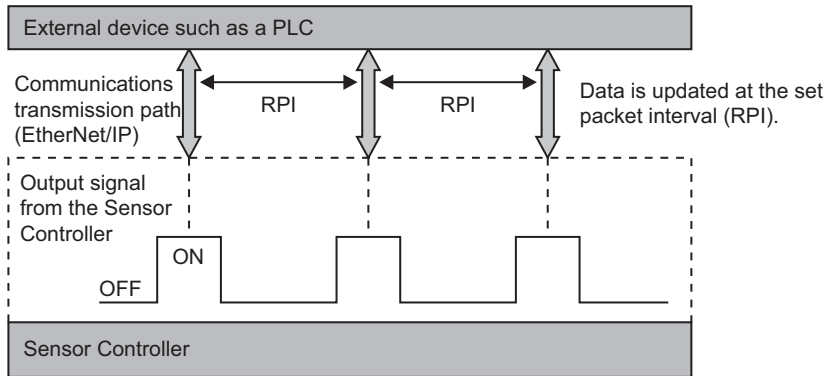 External device such as a PLC
Communications
transmission path
(EtherNet/IP)
RPI
RPI
Data is updated at the set
packet interval (RPI).
Output signal
from the Sensor
Controller
ON
OFF
Sensor Controller